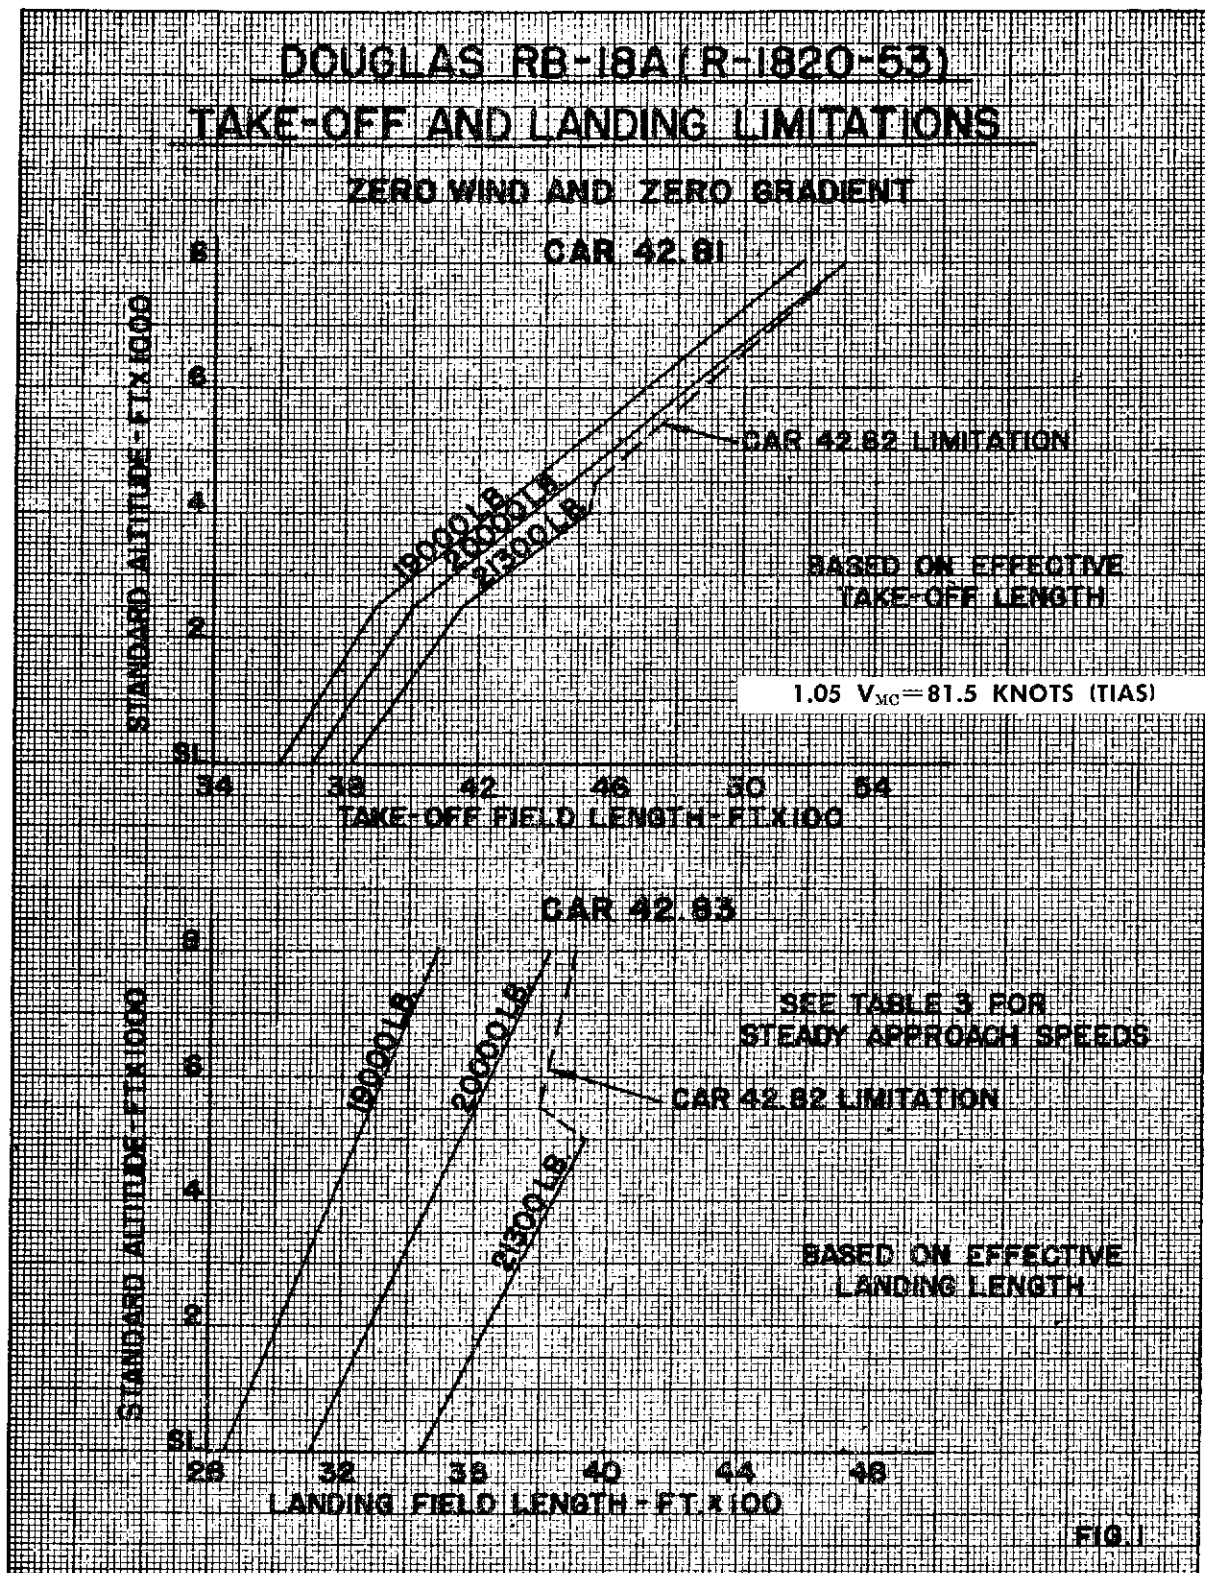 DOUGLAS RB-18A (R-1820-53)
TAKE-OFF AND LANDING LIMITATIONS
ZERO WIND AND ZERO GRADIENT
CAR 42.81
8
6
4
2
SL
STANDARD ALTITUDE-FT.X1000
19000 LB.
20000 LB.
21300 LB.
CAR 42.82 LIMITATION
BASED ON EFFECTIVE
TAKE-OFF LENGTH
1.05 VMC=81.5 KNOTS (TIAS)
34 38 42 46 50 54
TAKE-OFF FIELD LENGTH-FT.X100
CAR 42.83
8
6
4
2
SL
STANDARD ALTITUDE-FT.X1000
19000 LB.
20000 LB.
21300 LB.
SEE TABLE 3 FOR
STEADY APPROACH SPEEDS
CAR 42.82 LIMITATION
BASED ON EFFECTIVE
LANDING LENGTH
28 32 36 40 44 48
LANDING FIELD LENGTH-FT.X100
FIG.1